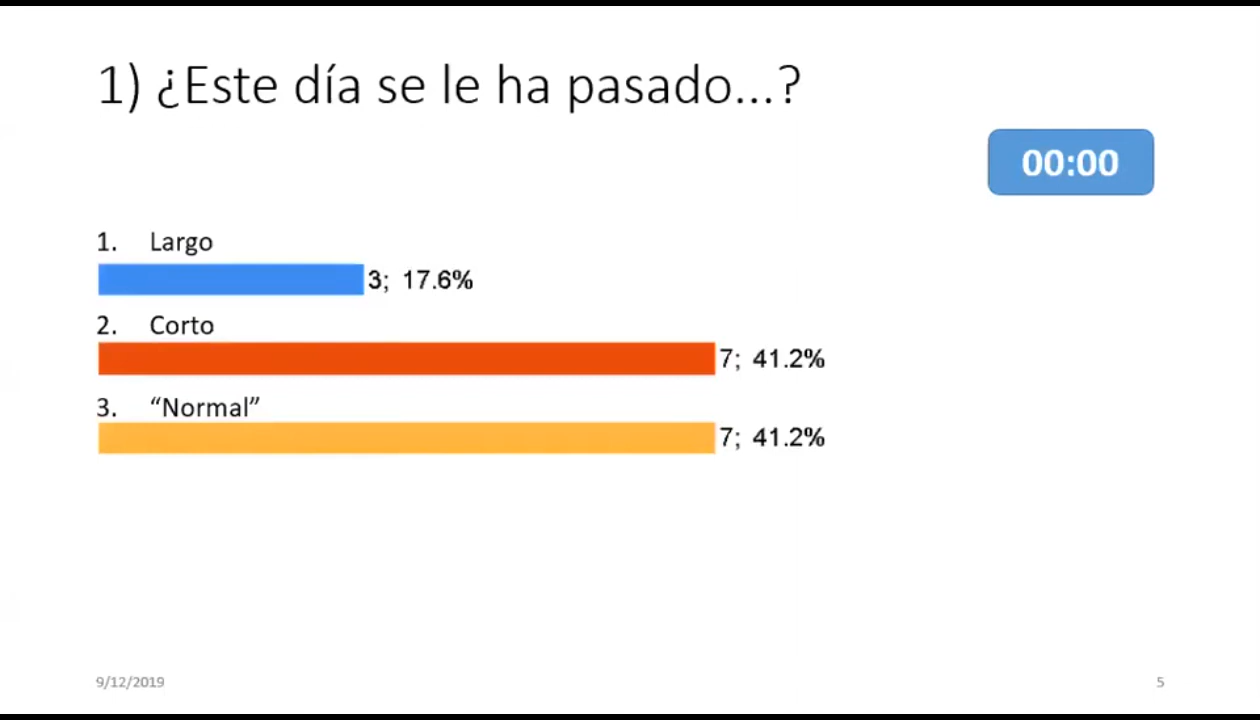 1) ¿Este día se le ha pasado...?
00:00
1. Largo
3; 17.6%
2. Corto
7; 41.2%
3. “Normal”
7; 41.2%
9/12/2019
5